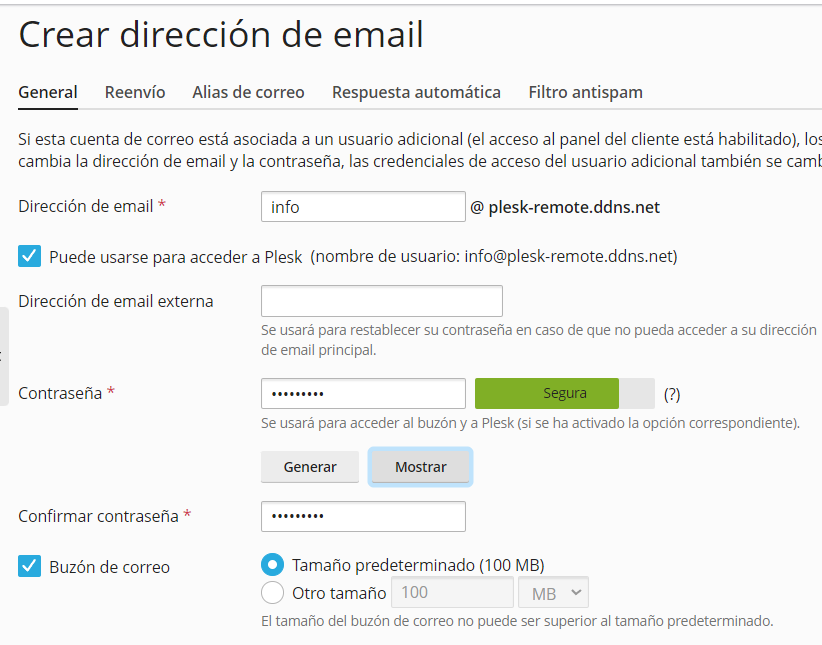 Crear dirección de email
General Reenvío Alias de correo Respuesta automática Filtro antispam
Si esta cuenta de correo está asociada a un usuario adicional (el acceso al panel del cliente está habilitado), los
cambia la dirección de email y la contraseña, las credenciales de acceso del usuario adicional también se camb
Dirección de email * info @ plesk-remote.ddns.net
Puede usarse para acceder a Plesk (nombre de usuario: info@plesk-remote.ddns.net)
Dirección de email externa
Se usará para restablecer su contraseña en caso de que no pueda acceder a su dirección
de email principal.
Contraseña * ••••••••• Segura (?)
Se usará para acceder al buzón y a Plesk (si se ha activado la opción correspondiente).
Generar Mostrar
Confirmar contraseña * •••••••••
Buzón de correo Tamaño predeterminado (100 MB)
Otro tamaño 100 MB
El tamaño del buzón de correo no puede ser superior al tamaño predeterminado.